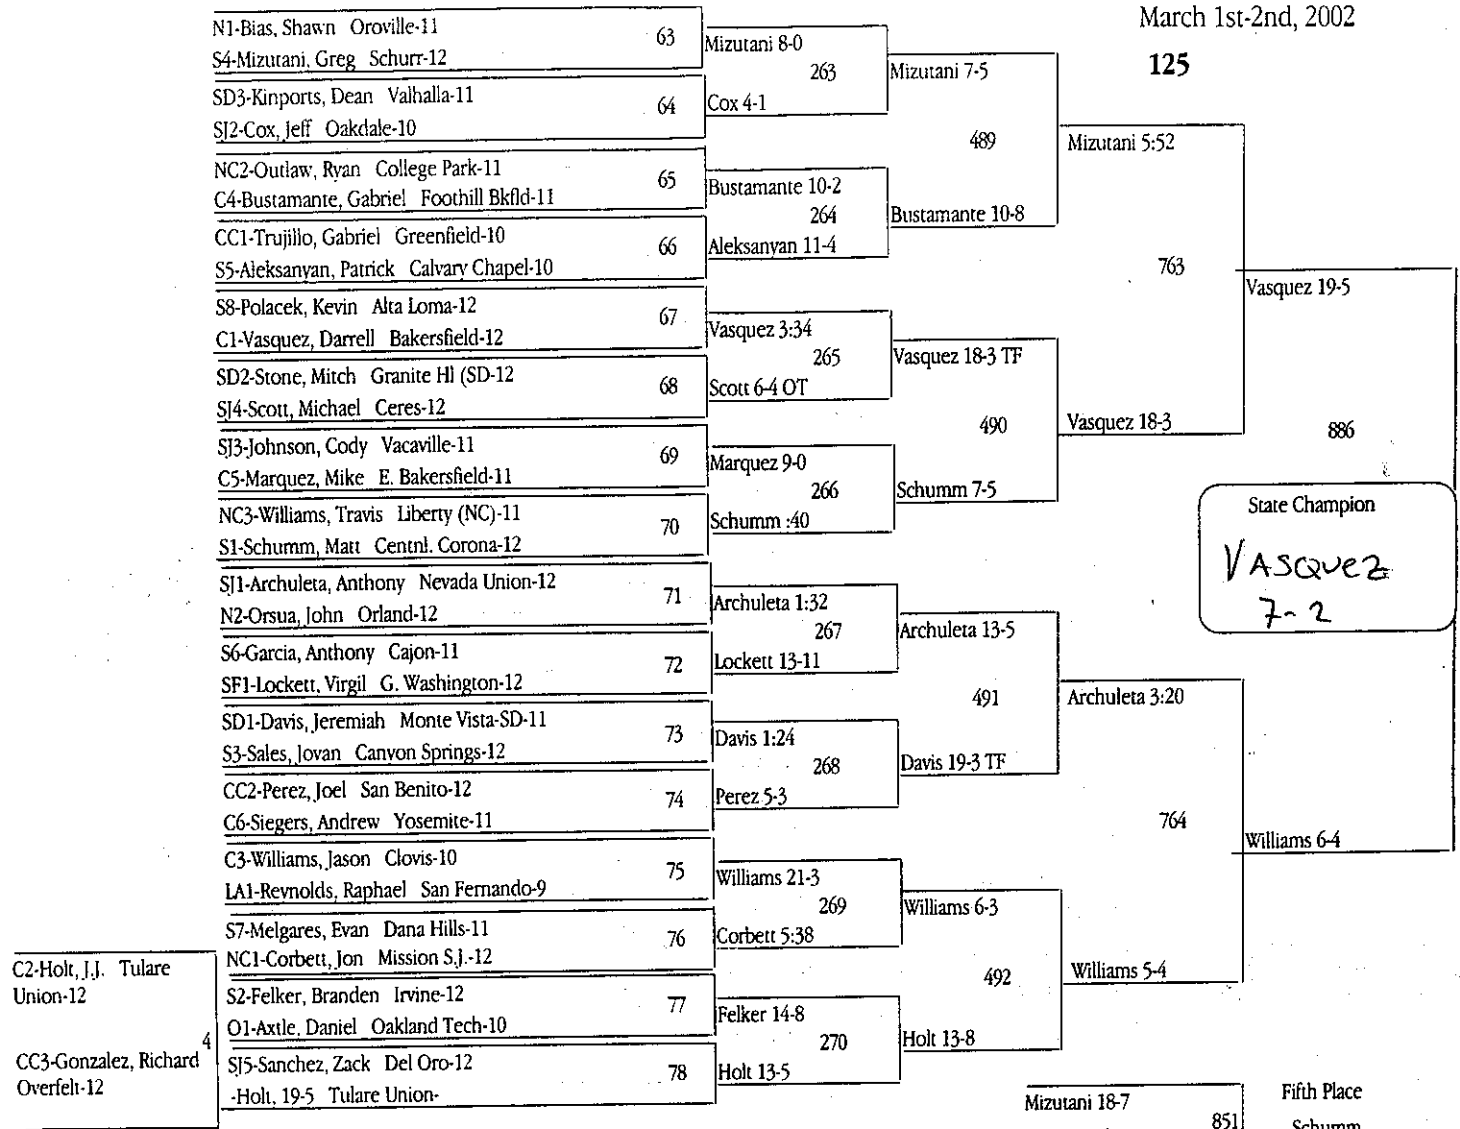 March 1st-2nd, 2002
125
N1-Bias, Shawn Oroville-11
S4-Mizutani, Greg Schurr-12
63
SD3-Kinports, Dean Valhalla-11
SJ2-Cox, Jeff Oakdale-10
64
NC2-Outlaw, Ryan College Park-11
C4-Bustamante, Gabriel Foothill Bkfld-11
65
CC1-Trujillo, Gabriel Greenfield-10
S5-Aleksanyan, Patrick Calvary Chapel-10
66
S8-Polacek, Kevin Alta Loma-12
C1-Vasquez, Darrell Bakersfield-12
67
SD2-Stone, Mitch Granite Hl (SD-12
SJ4-Scott, Michael Ceres-12
68
SJ3-Johnson, Cody Vacaville-11
C5-Marquez, Mike E. Bakersfield-11
69
NC3-Williams, Travis Liberty (NC)-11
S1-Schumm, Matt Centnl. Corona-12
70
SJ1-Archuleta, Anthony Nevada Union-12
N2-Orsua, John Orland-12
71
S6-Garcia, Anthony Cajon-11
SF1-Lockett, Virgil G. Washington-12
72
SD1-Davis, Jeremiah Monte Vista-SD-11
S3-Sales, Jovan Canyon Springs-12
73
CC2-Perez, Joel San Benito-12
C6-Siegers, Andrew Yosemite-11
74
C3-Williams, Jason Clovis-10
LA1-Reynolds, Raphael San Fernando-9
75
S7-Melgares, Evan Dana Hills-11
NC1-Corbett, Jon Mission S.J.-12
76
S2-Felker, Branden Irvine-12
O1-Axtle, Daniel Oakland Tech-10
77
SJ5-Sanchez, Zack Del Oro-12
-Holt, 19-5 Tulare Union-
78
C2-Holt, J.J. Tulare
Union-12
4
CC3-Gonzalez, Richard
Overfelt-12
Mizutani 8-0
263
Cox 4-1
Bustamante 10-2
264
Aleksanyan 11-4
Vasquez 3:34
265
Scott 6-4 OT
Marquez 9-0
266
Schumm :40
Archuleta 1:32
267
Lockett 13-11
Davis 1:24
268
Perez 5-3
Williams 21-3
269
Corbett 5:38
Felker 14-8
270
Holt 13-5
Mizutani 7-5
489
Bustamante 10-8
Vasquez 18-3 TF
490
Schumm 7-5
Archuleta 13-5
491
Davis 19-3 TF
Williams 6-3
492
Holt 13-8
Mizutani 5:52
763
Vasquez 18-3
Archuleta 3:20
764
Williams 5-4
Vasquez 19-5
886
Williams 6-4
State Champion
VASQUEZ
7-2
Mizutani 18-7
851
Fifth Place
Schumm